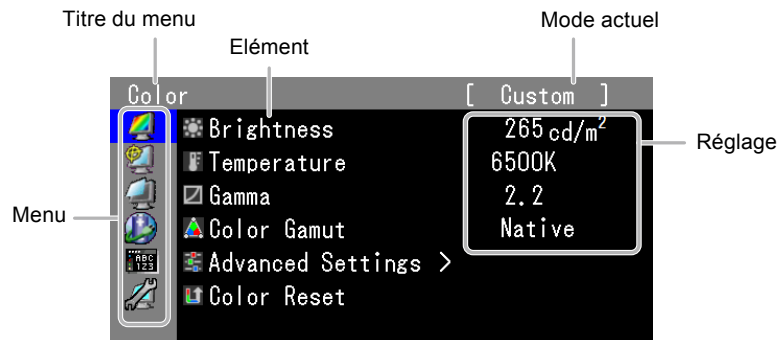 Titre du menu
Mode actuel
Elément
Color [ Custom ]
Brightness 265 cd/m²
Réglage
Temperature 6500K
Gamma 2.2
Menu
Color Gamut Native
ABC
123
Advanced Settings >
Color Reset